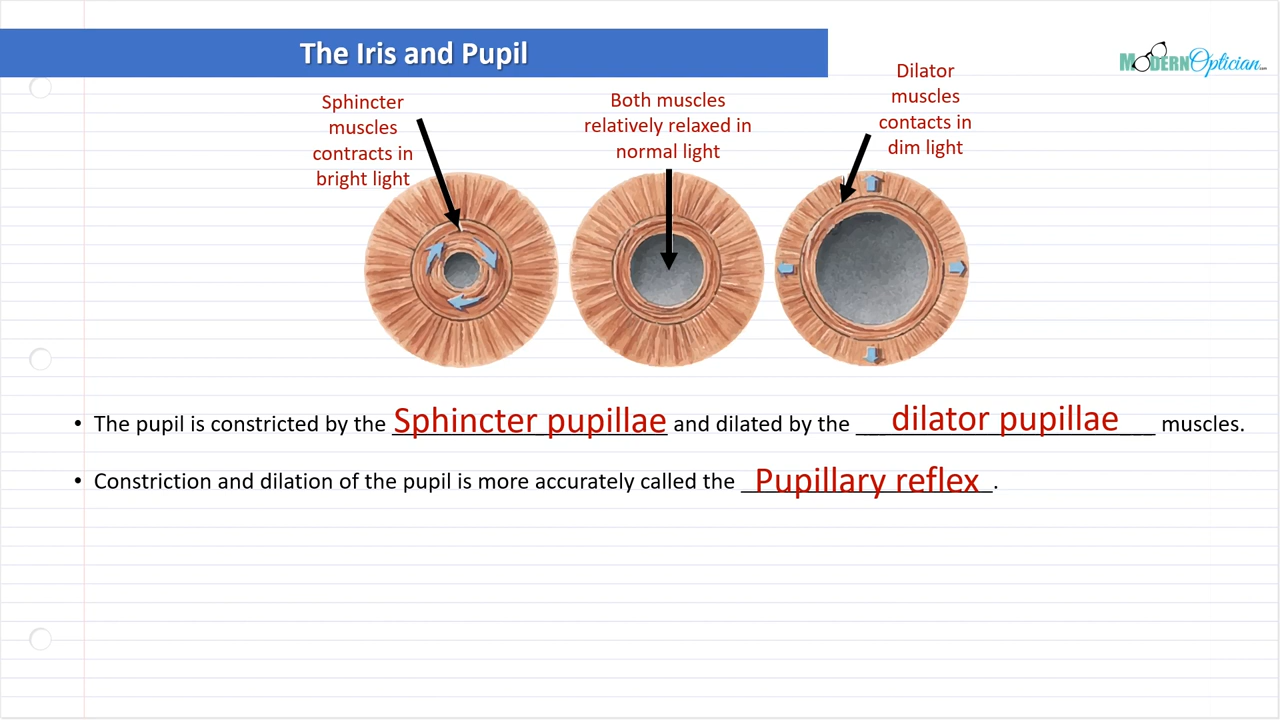 The Iris and Pupil
MODERNOptician.com
Sphincter
muscles
contracts in
bright light
Both muscles
relatively relaxed in
normal light
Dilator
muscles
contacts in
dim light
• The pupil is constricted by the Sphincter pupillae and dilated by the dilator pupillae muscles.
• Constriction and dilation of the pupil is more accurately called the Pupillary reflex.